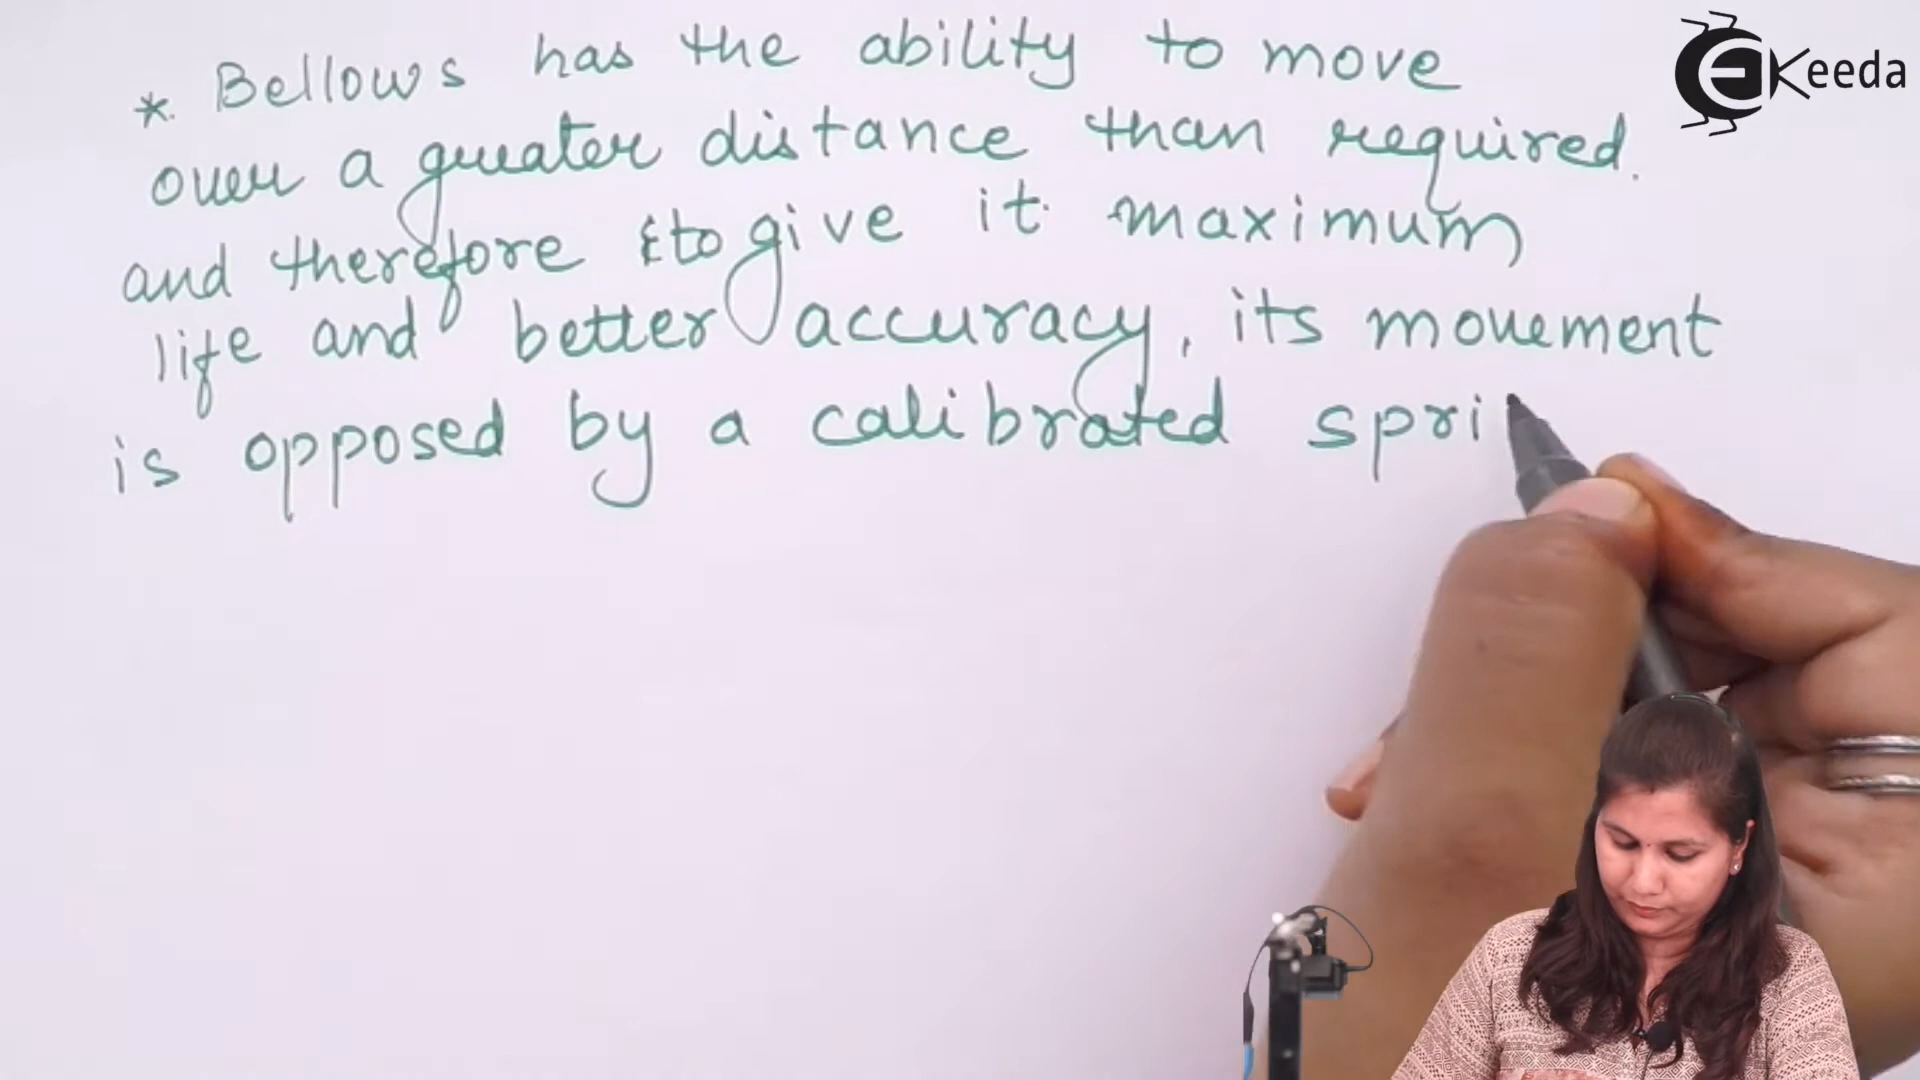 * Bellows has the ability to move
over a greater distance than required.
and therefore & to give it maximum
life and better accuracy, its movement
is opposed by a calibrated spri
EKeeda